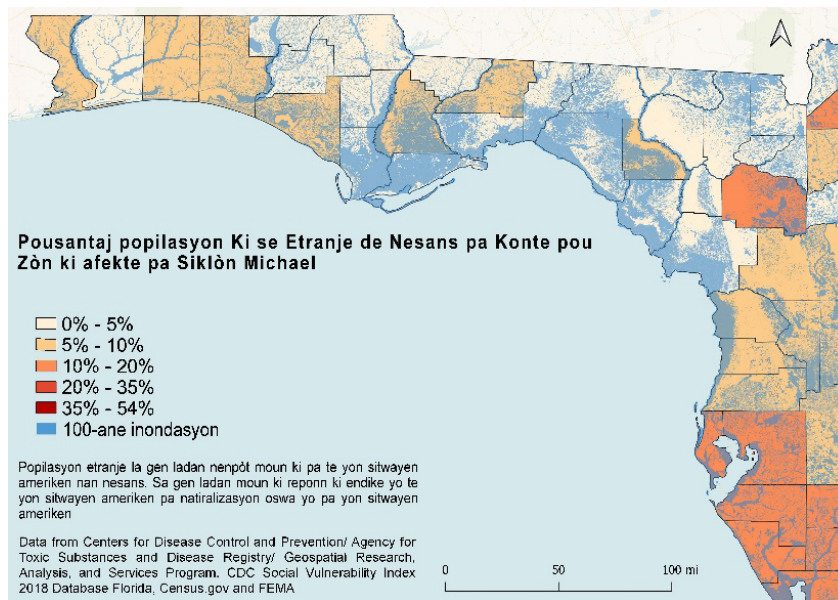 Pousantaj popilasyon Ki se Etranje de Nesans pa Konte pou
Zòn ki afekte pa Siklòn Michael
0% - 5%
5% - 10%
10% - 20%
20% - 35%
35% - 54%
100-ane inondasyon
Popilasyon etranje la gen ladan nenpòt moun ki pa te yon sitwayen
ameriken nan nesans. Sa gen ladan moun ki reponn ki endike yo te
yon sitwayen ameriken pa natiralizasyon oswa yo pa yon sitwayen
ameriken
Data from Centers for Disease Control and Prevention/ Agency for
Toxic Substances and Disease Registry/ Geospatial Research,
Analysis, and Services Program. CDC Social Vulnerability Index
2018 Database Florida, Census.gov and FEMA
0 50 100 mi